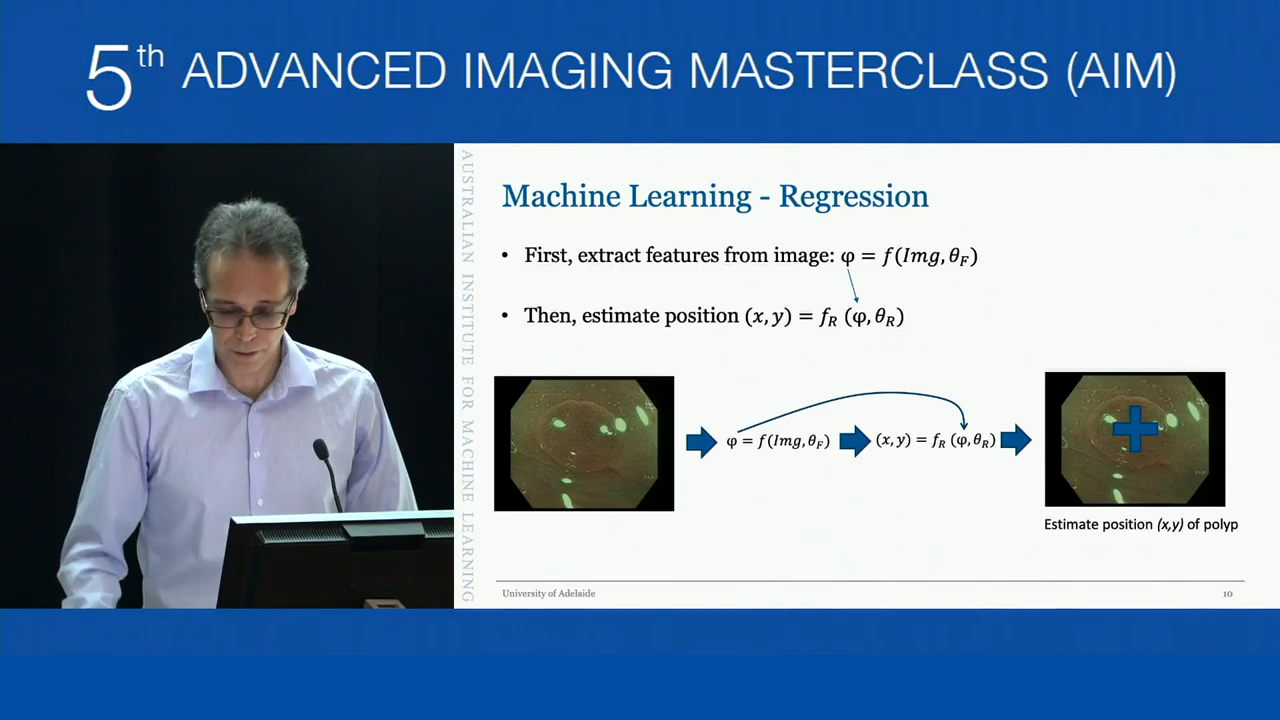 5th ADVANCED IMAGING MASTERCLASS (AIM)
AUSTRALIAN INSTITUTE FOR MACHINE LEARNING
Machine Learning - Regression
• First, extract features from image: φ = f(Img, θ_F)
• Then, estimate position (x, y) = f_R (φ, θ_R)
φ = f(Img, θ_F)
(x, y) = f_R (φ, θ_R)
Estimate position (x,y) of polyp
University of Adelaide
10